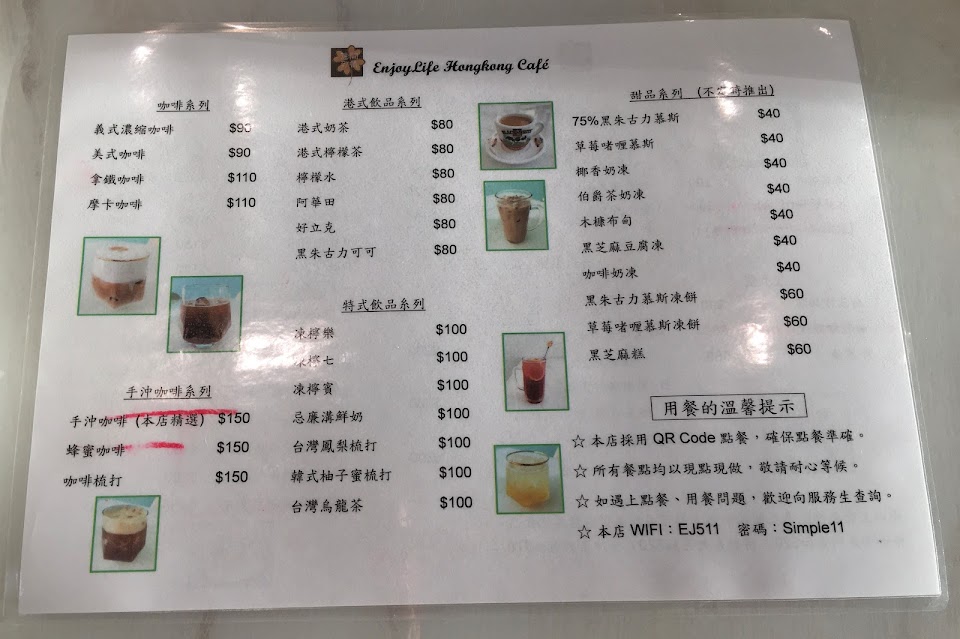 EnjoyLife Hongkong Café
咖啡系列
義式濃縮咖啡 $90
美式咖啡 $90
拿鐵咖啡 $110
摩卡咖啡 $110
手沖咖啡系列
手沖咖啡 (本店精選) $150
蜂蜜咖啡 $150
咖啡梳打 $150
港式飲品系列
港式奶茶 $80
港式檸檬茶 $80
檸檬水 $80
阿華田 $80
好立克 $80
黑朱古力可可 $80
特式飲品系列
凍檸樂 $100
凍檸七 $100
凍檸賓 $100
忌廉溝鮮奶 $100
台灣鳳梨梳打 $100
韓式柚子蜜梳打 $100
台灣烏龍茶 $100
甜品系列 (不定時推出)
75%黑朱古力慕斯 $40
草莓啫喱慕斯 $40
椰香奶凍 $40
伯爵茶奶凍 $40
木糠布甸 $40
黑芝麻豆腐凍 $40
咖啡奶凍 $40
黑朱古力慕斯凍餅 $60
草莓啫喱慕斯凍餅 $60
黑芝麻糕 $60
用餐的溫馨提示
☆ 本店採用 QR Code 點餐，確保點餐準確。
☆ 所有餐點均以現點現做，敬請耐心等候。
☆ 如遇上點餐、用餐問題，歡迎向服務生查詢。
☆ 本店 WIFI：EJ511 密碼：Simple11